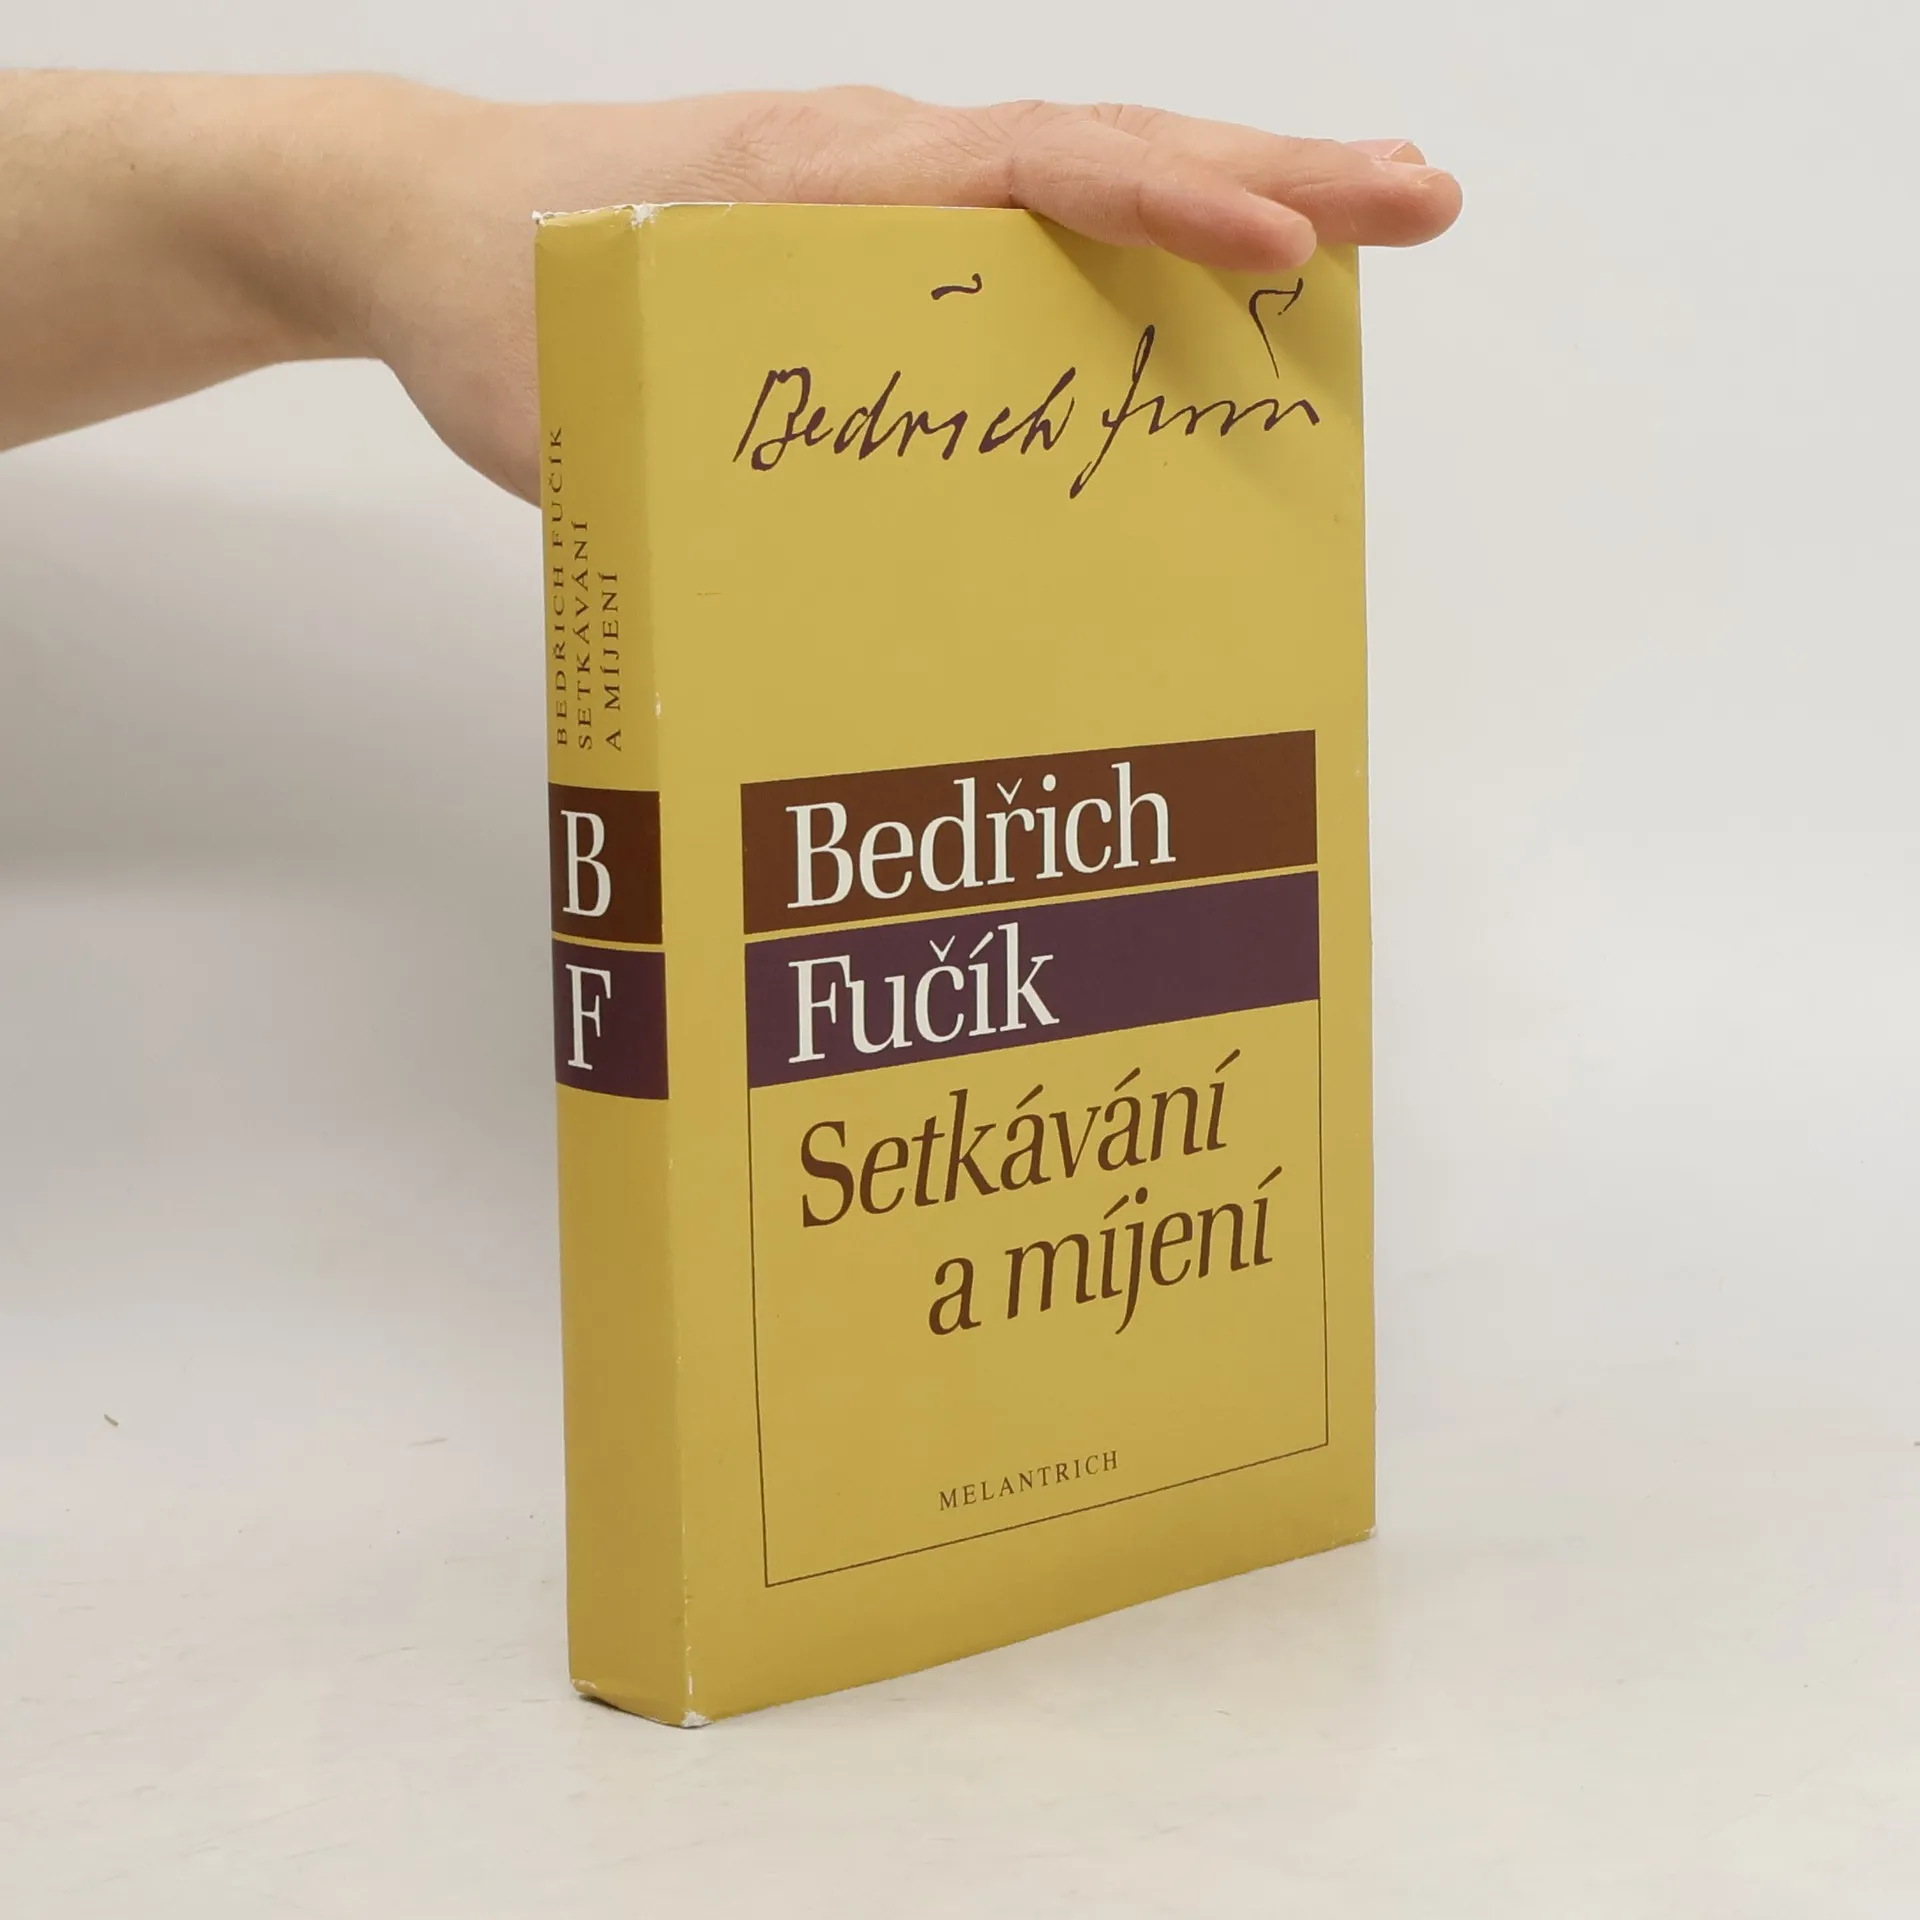 BEDŘICH FUČÍK
SETKÁVÁNÍ
A MÍJENÍ
B
F
Bedřich Fučík
Bedřich
Fučík
Setkávání
a míjení
MELANTRICH